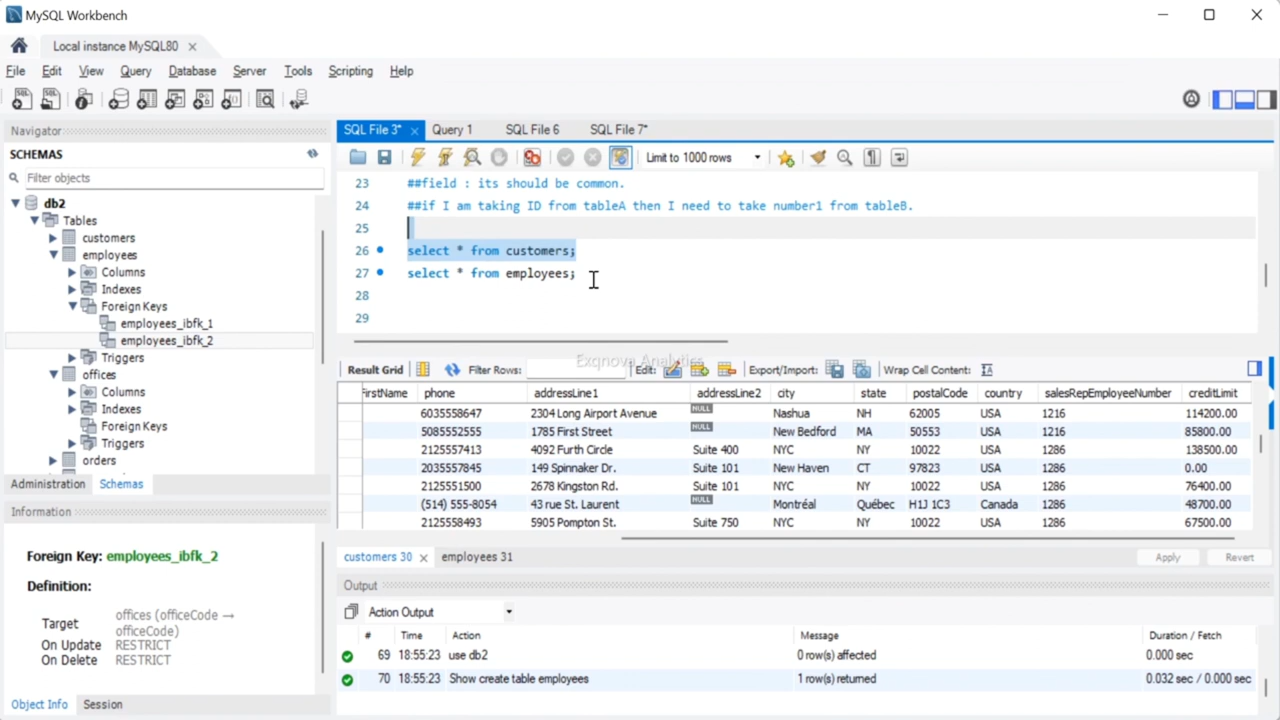 MySQL Workbench
Local instance MySQL80
File Edit View Query Database Server Tools Scripting Help
Navigator
SCHEMAS
Filter objects
db2
Tables
customers
employees
Columns
Indexes
Foreign Keys
employees_ibfk_1
employees_ibfk_2
Triggers
offices
Columns
Indexes
Foreign Keys
Triggers
orders
Administration Schemas
Information
Foreign Key: employees_ibfk_2
Definition:
Target offices (officeCode →
officeCode)
On Update RESTRICT
On Delete RESTRICT
Object Info Session
SQL File 3* Query 1 SQL File 6 SQL File 7*
Limit to 1000 rows
23 ##field : its should be common.
24 ##if I am taking ID from tableA then I need to take number1 from tableB.
25
26 select * from customers;
27 select * from employees;
28
29
Exqnova Analytics
Result Grid Filter Rows: Edit: Export/Import: Wrap Cell Content:
FirstName phone addressLine1 addressLine2 city state postalCode country salesRepEmployeeNumber creditLimit
6035558647 2304 Long Airport Avenue NULL Nashua NH 62005 USA 1216 114200.00
5085552555 1785 First Street NULL New Bedford MA 50553 USA 1216 85800.00
2125557413 4092 Furth Circle Suite 400 NYC NY 10022 USA 1286 138500.00
2035557845 149 Spinnaker Dr. Suite 101 New Haven CT 97823 USA 1286 0.00
2125551500 2678 Kingston Rd. Suite 101 NYC NY 10022 USA 1286 76400.00
(514) 555-8054 43 rue St. Laurent NULL Montréal Québec H1J 1C3 Canada 1286 48700.00
2125558493 5905 Pompton St. Suite 750 NYC NY 10022 USA 1286 67500.00
customers 30 employees 31 Apply Revert
Output
Action Output
# Time Action Message Duration / Fetch
69 18:55:23 use db2 0 row(s) affected 0.000 sec
70 18:55:23 Show create table employees 1 row(s) returned 0.032 sec / 0.000 sec